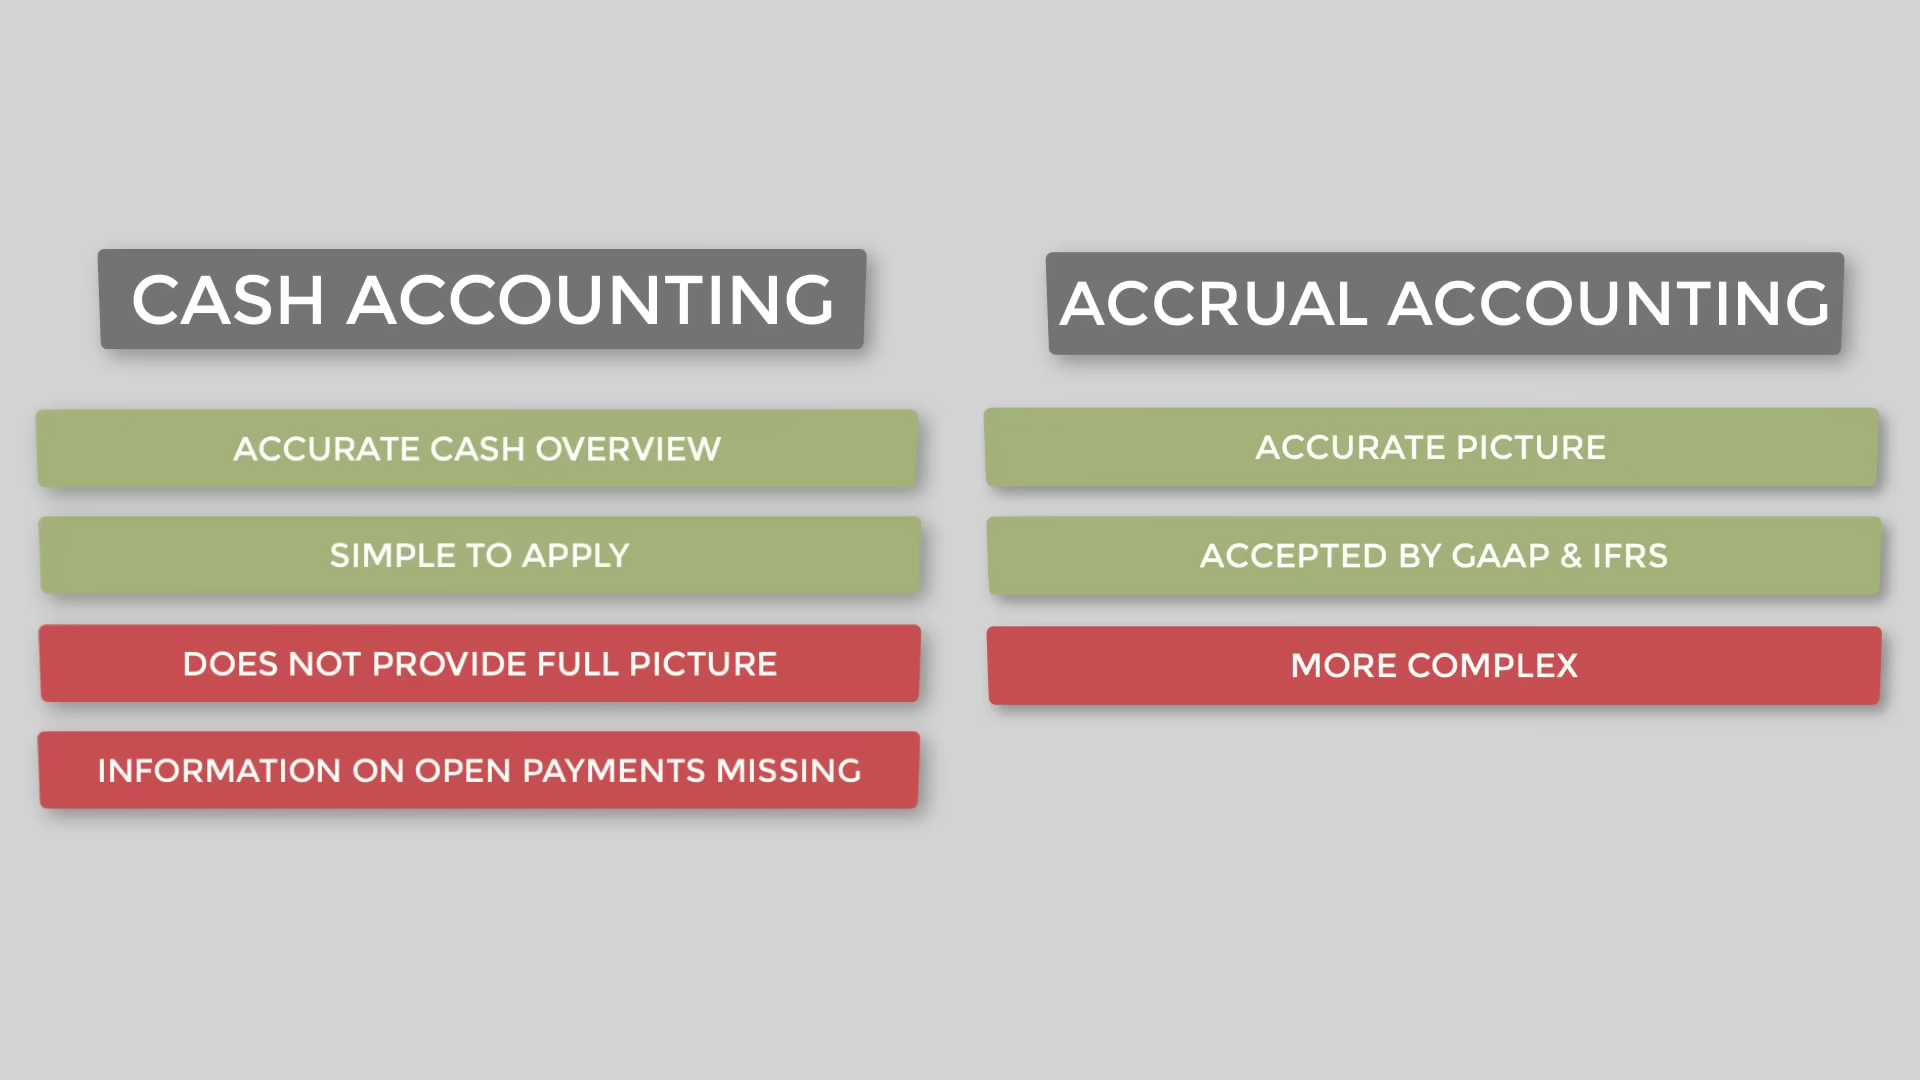 CASH ACCOUNTING
ACCURATE CASH OVERVIEW
SIMPLE TO APPLY
DOES NOT PROVIDE FULL PICTURE
INFORMATION ON OPEN PAYMENTS MISSING
ACCRUAL ACCOUNTING
ACCURATE PICTURE
ACCEPTED BY GAAP & IFRS
MORE COMPLEX